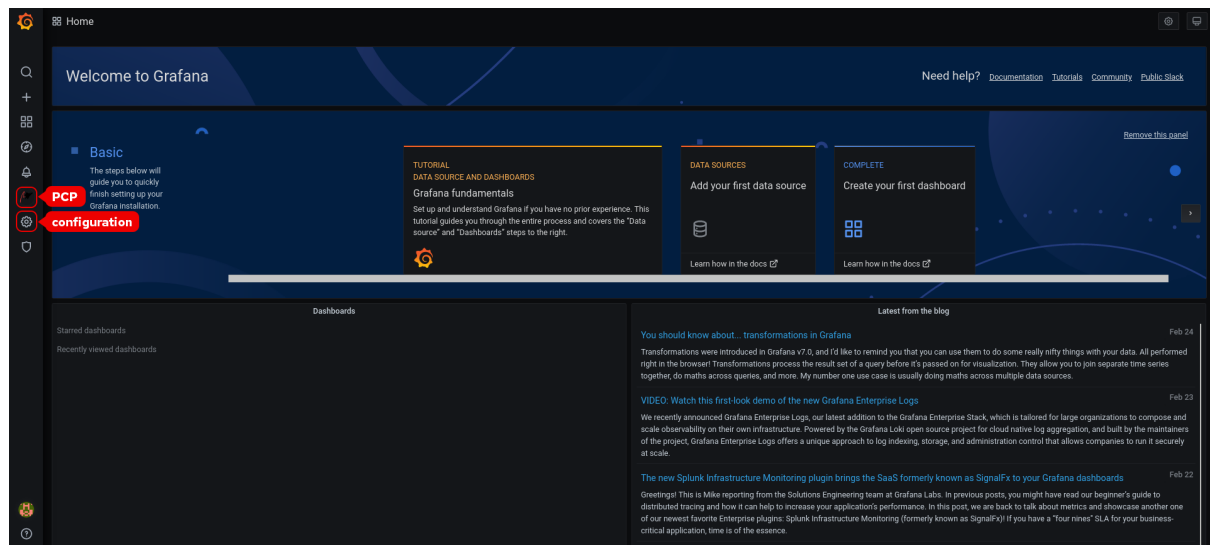 Home
Welcome to Grafana
Need help? Documentation Tutorials Community Public Slack
Remove this panel
Basic
The steps below will
guide you to quickly
finish setting up your
Grafana installation.
TUTORIAL
DATA SOURCE AND DASHBOARDS
Grafana fundamentals
Set up and understand Grafana if you have no prior experience. This
tutorial guides you through the entire process and covers the "Data
source" and "Dashboards" steps to the right.
DATA SOURCES
Add your first data source
Learn how in the docs
COMPLETE
Create your first dashboard
Learn how in the docs
PCP
configuration
Dashboards
Starred dashboards
Recently viewed dashboards
Latest from the blog
You should know about... transformations in Grafana
Feb 24
Transformations were introduced in Grafana v7.0, and I'd like to remind you that you can use them to do some really nifty things with your data. All performed
right in the browser! Transformations process the result set of a query before it's passed on for visualization. They allow you to join separate time series
together, do maths across queries, and more. My number one use case is usually doing maths across multiple data sources.
VIDEO: Watch this first-look demo of the new Grafana Enterprise Logs
Feb 23
We recently announced Grafana Enterprise Logs, our latest addition to the Grafana Enterprise Stack, which is tailored for large organizations to compose and
scale observability on their own infrastructure. Powered by the Grafana Loki open source project for cloud native log aggregation, and built by the maintainers
of the project, Grafana Enterprise Logs offers a unique approach to log indexing, storage, and administration control that allows companies to run it securely
at scale.
The new Splunk Infrastructure Monitoring plugin brings the SaaS formerly known as SignalFx to your Grafana dashboards
Feb 22
Greetings! This is Mike reporting from the Solutions Engineering team at Grafana Labs. In previous posts, you might have read our beginner's guide to
distributed tracing and how it can help to increase your application's performance. In this post, we are back to talk about metrics and showcase another one
of our newest favorite Enterprise plugins: Splunk Infrastructure Monitoring (formerly known as SignalFx)! If you have a "four nines" SLA for your business-
critical application, time is of the essence.